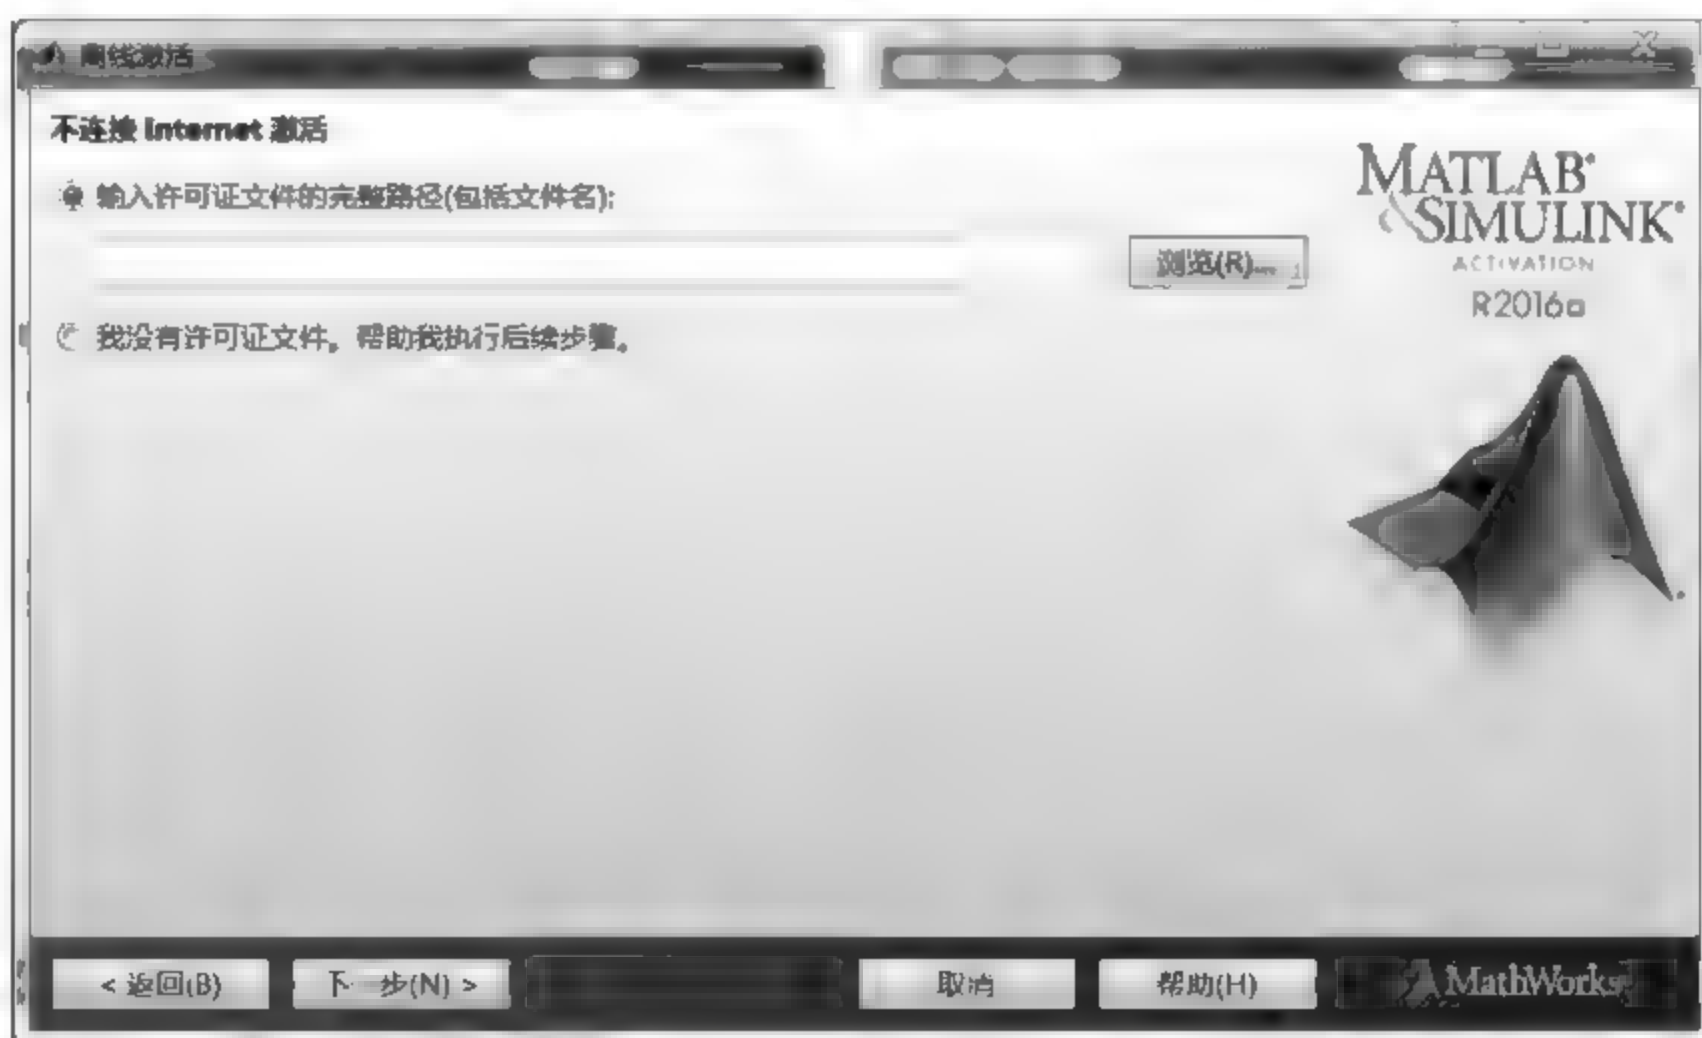 离线激活
不连接 Internet 激活
输入许可证文件的完整路径(包括文件名):
浏览(R)...
我没有许可证文件。帮助我执行后续步骤。
MATLAB®
&SIMULINK®
ACTIVATION
R2016a
< 返回(B)
下一步(N) >
取消
帮助(H)
MathWorks